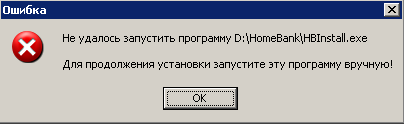 Ошибка
Не удалось запустить программу D:\HomeBank\HBInstall.exe
Для продолжения установки запустите эту программу вручную!
OK